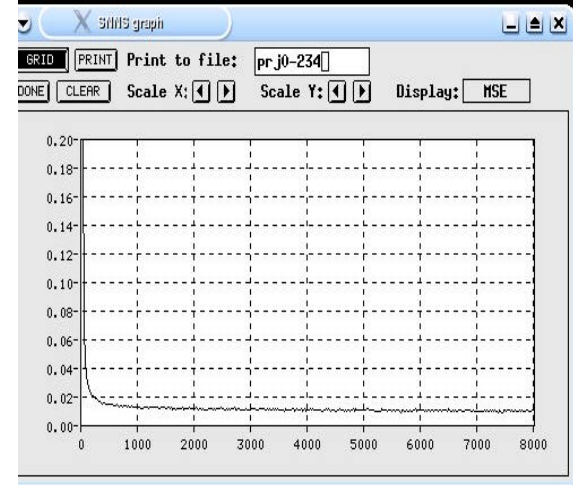 SNNS graph
GRID PRINT Print to file: prj0-234
DONE CLEAR Scale X: Scale Y: Display: MSE
0.20
0.18
0.16
0.14
0.12
0.10
0.08
0.06
0.04
0.02
0.00
0 1000 2000 3000 4000 5000 6000 7000 8000